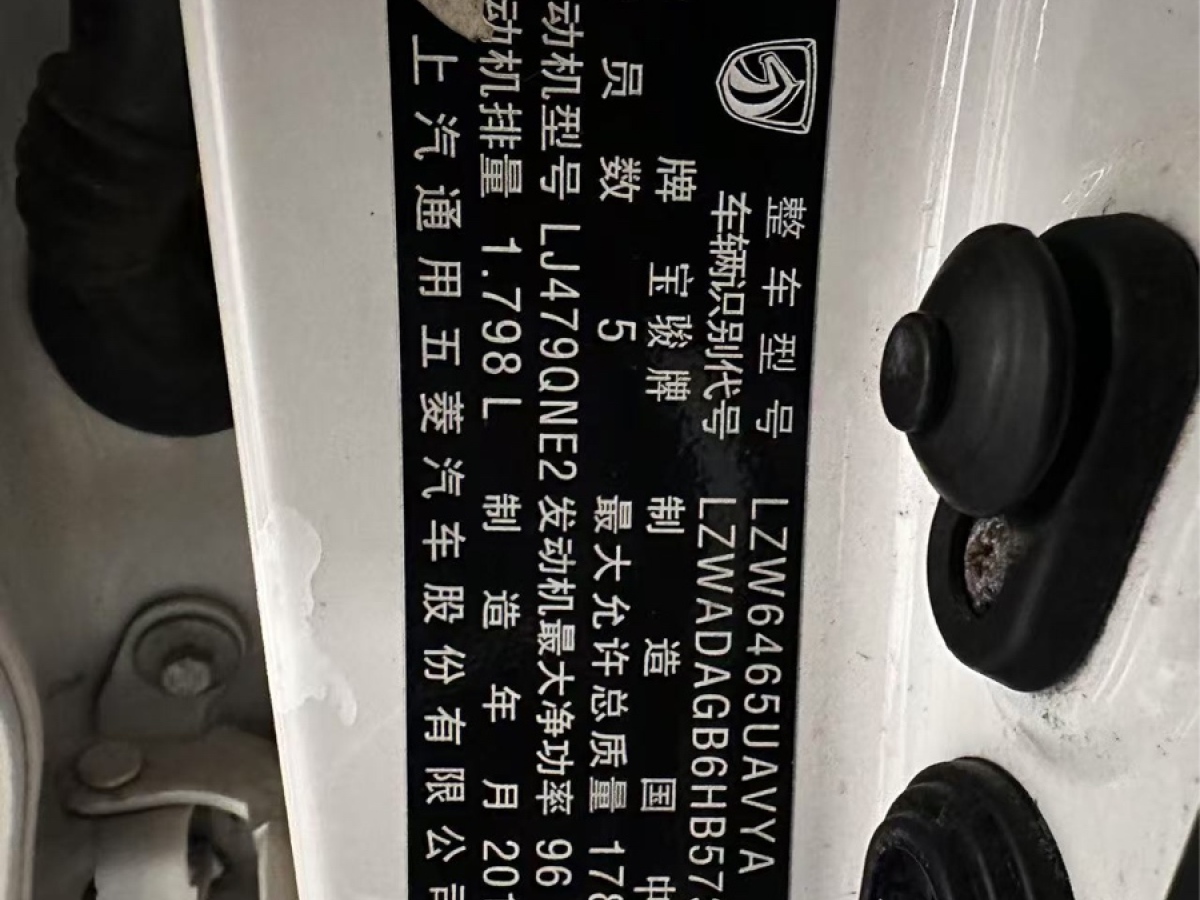 整车型号 LZW6465UAVYA
车辆识别代号 LZWADAGB6HB57
牌 宝骏牌 制造国 中
员数 5 最大允许总质量 178
动机型号 LJ479QNE2 发动机最大净功率 96
动机排量 1.798L 制造年月 201
上汽通用五菱汽车股份有限公司